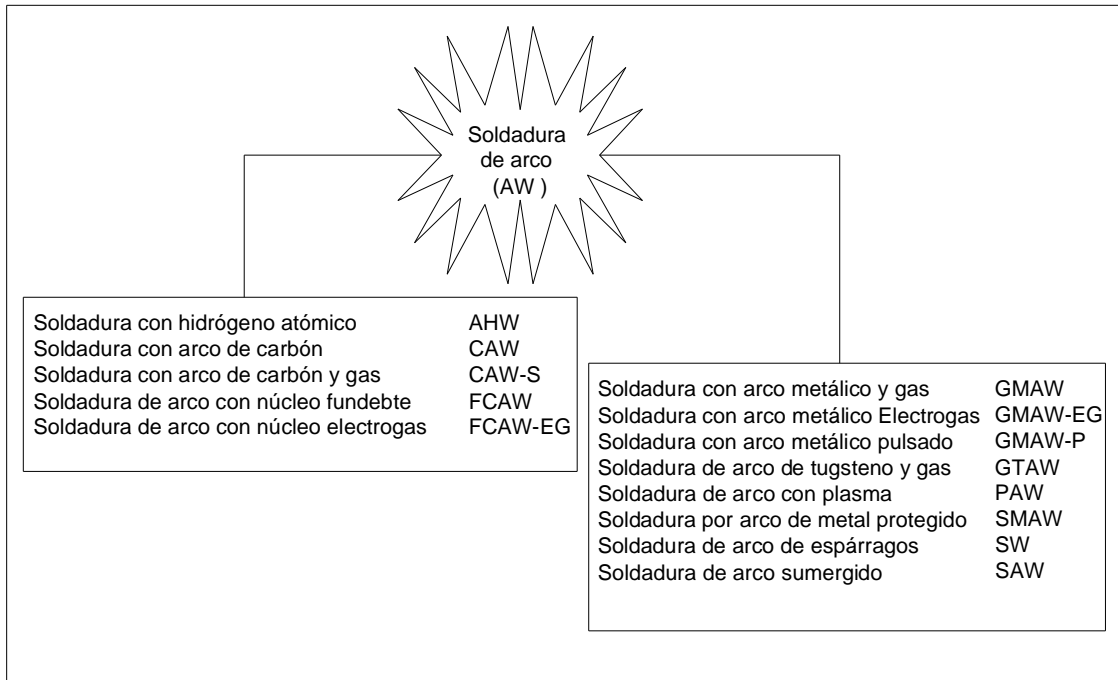 Soldadura
de arco
(AW )
Soldadura con hidrógeno atómico AHW
Soldadura con arco de carbón CAW
Soldadura con arco de carbón y gas CAW-S
Soldadura de arco con núcleo fundebte FCAW
Soldadura de arco con núcleo electrogas FCAW-EG
Soldadura con arco metálico y gas GMAW
Soldadura con arco metálico Electrogas GMAW-EG
Soldadura con arco metálico pulsado GMAW-P
Soldadura de arco de tugsteno y gas GTAW
Soldadura de arco con plasma PAW
Soldadura por arco de metal protegido SMAW
Soldadura de arco de espárragos SW
Soldadura de arco sumergido SAW